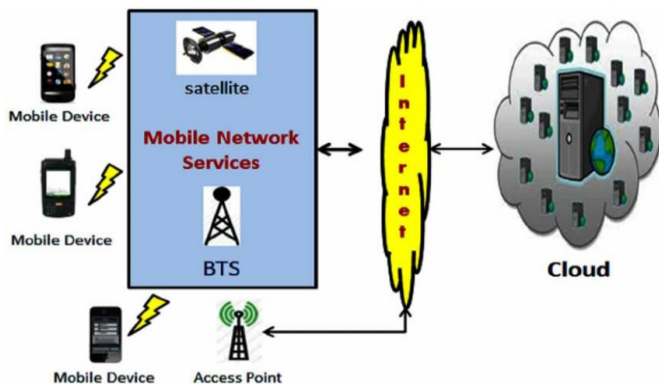 Mobile Device
satellite
Mobile Network
Services
Mobile Device
BTS
Mobile Device
Access Point
Internet
Cloud